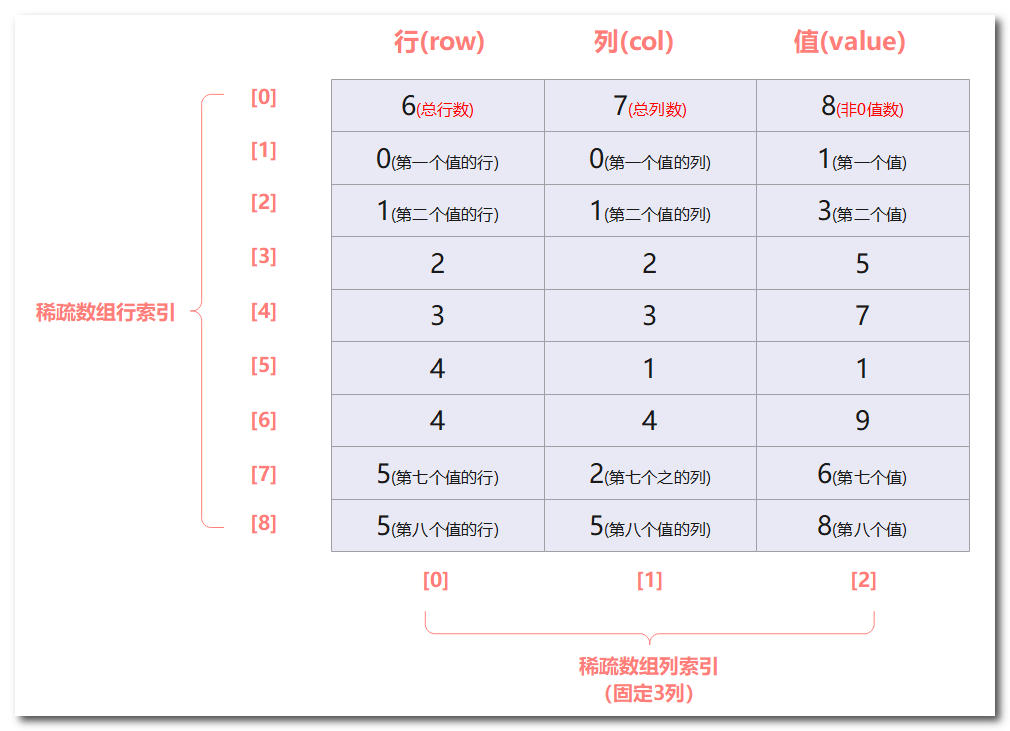 行(row) 列(col) 值(value)
[0] 6(总行数) 7(总列数) 8(非0值数)
[1] 0(第一个值的行) 0(第一个值的列) 1(第一个值)
[2] 1(第二个值的行) 1(第二个值的列) 3(第二个值)
[3] 2 2 5
稀疏数组行索引 [4] 3 3 7
[5] 4 1 1
[6] 4 4 9
[7] 5(第七个值的行) 2(第七个之的列) 6(第七个值)
[8] 5(第八个值的行) 5(第八个值的列) 8(第八个值)
[0] [1] [2]
稀疏数组列索引
(固定3列)